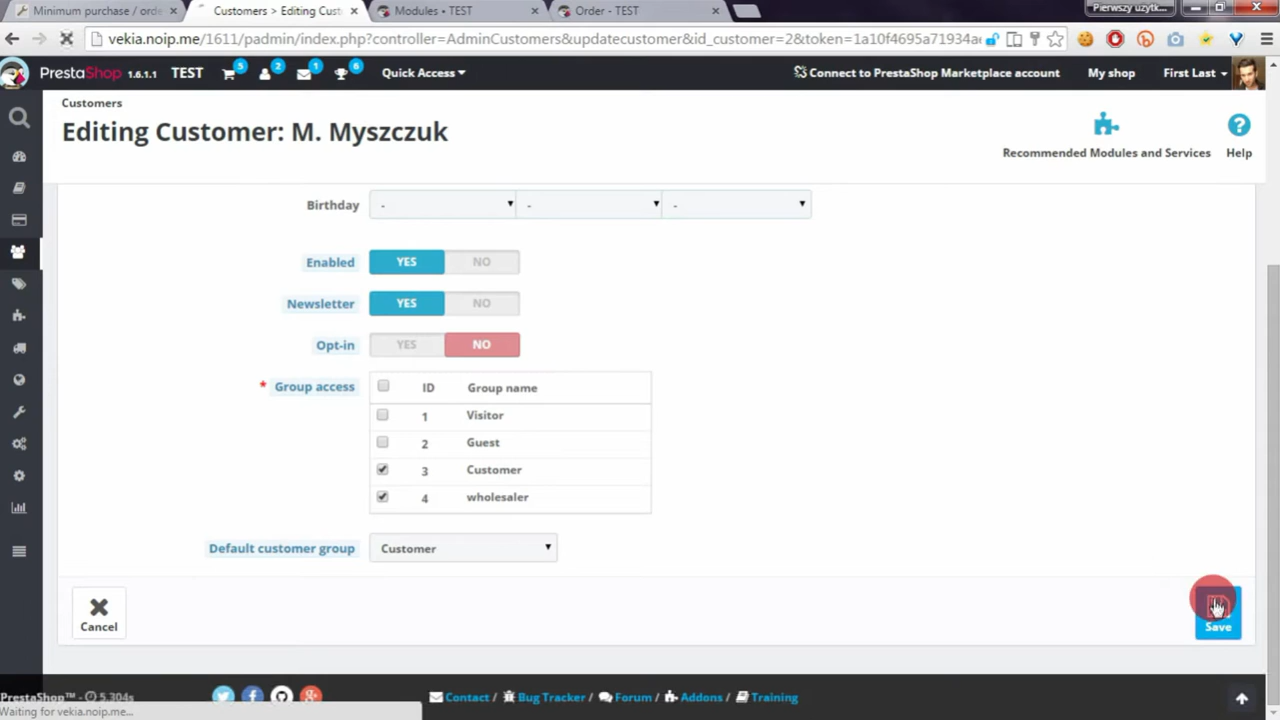 Minimum purchase / orde
Customers > Editing Cust
Modules • TEST
Order - TEST
Pierwszy użytk...
vekia.noip.me/1611/padmin/index.php?controller=AdminCustomers&updatecustomer&id_customer=2&token=1a10f4695a71934a
PrestaShop 1.6.1.1 TEST 5 2 1 6 Quick Access
Connect to PrestaShop Marketplace account My shop First Last
Customers
Editing Customer: M. Myszczuk
Recommended Modules and Services
? Help
Birthday - - -
Enabled YES NO
Newsletter YES NO
Opt-in YES NO
* Group access
ID Group name
1 Visitor
2 Guest
3 Customer
4 wholesaler
Default customer group Customer
Cancel
Save
PrestaShop™ - 5.304s
Contact / Bug Tracker / Forum / Addons / Training
Waiting for vekia.noip.me...